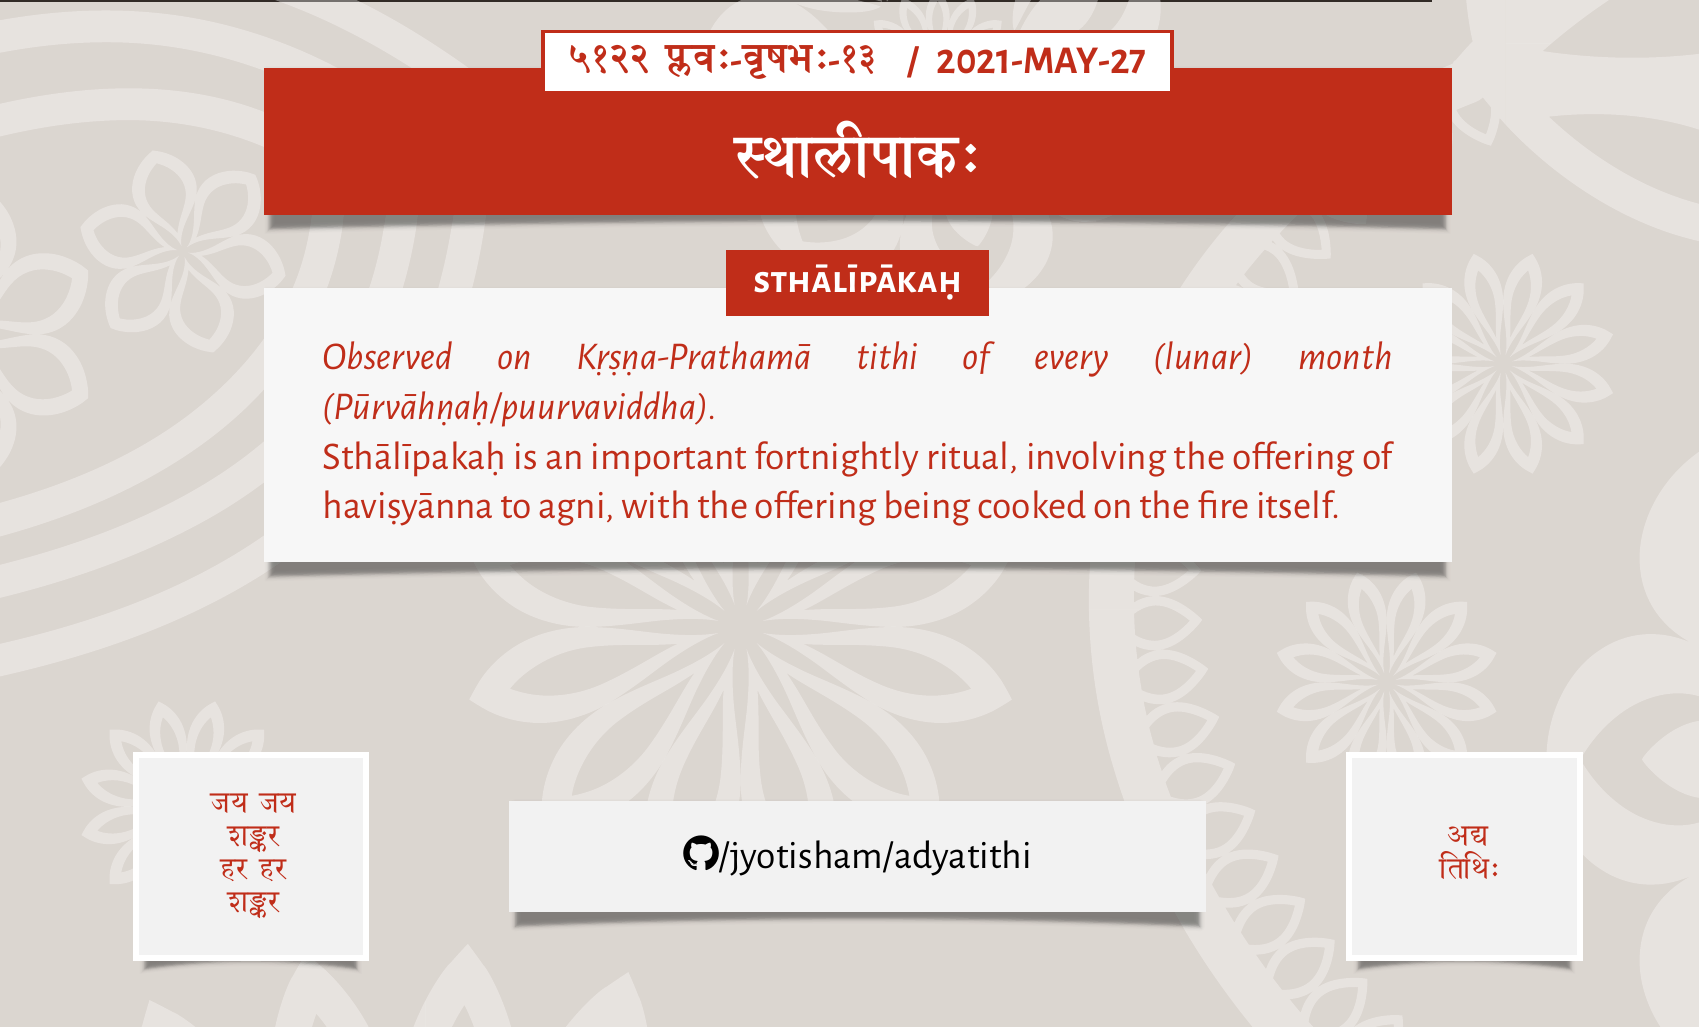 ५१२२ प्लवः-वृषभः-१३ / 2021-MAY-27
स्थालीपाकः
STHĀLĪPĀKAḤ
Observed on Kṛṣṇa-Prathamā tithi of every (lunar) month
(Pūrvāhṇaḥ/puurvaviddha).
Sthālīpakaḥ is an important fortnightly ritual, involving the offering of
haviṣyānna to agni, with the offering being cooked on the fire itself.
जय जय
शङ्कर
हर हर
शङ्कर
/jyotisham/adyatithi
अद्य
तिथिः